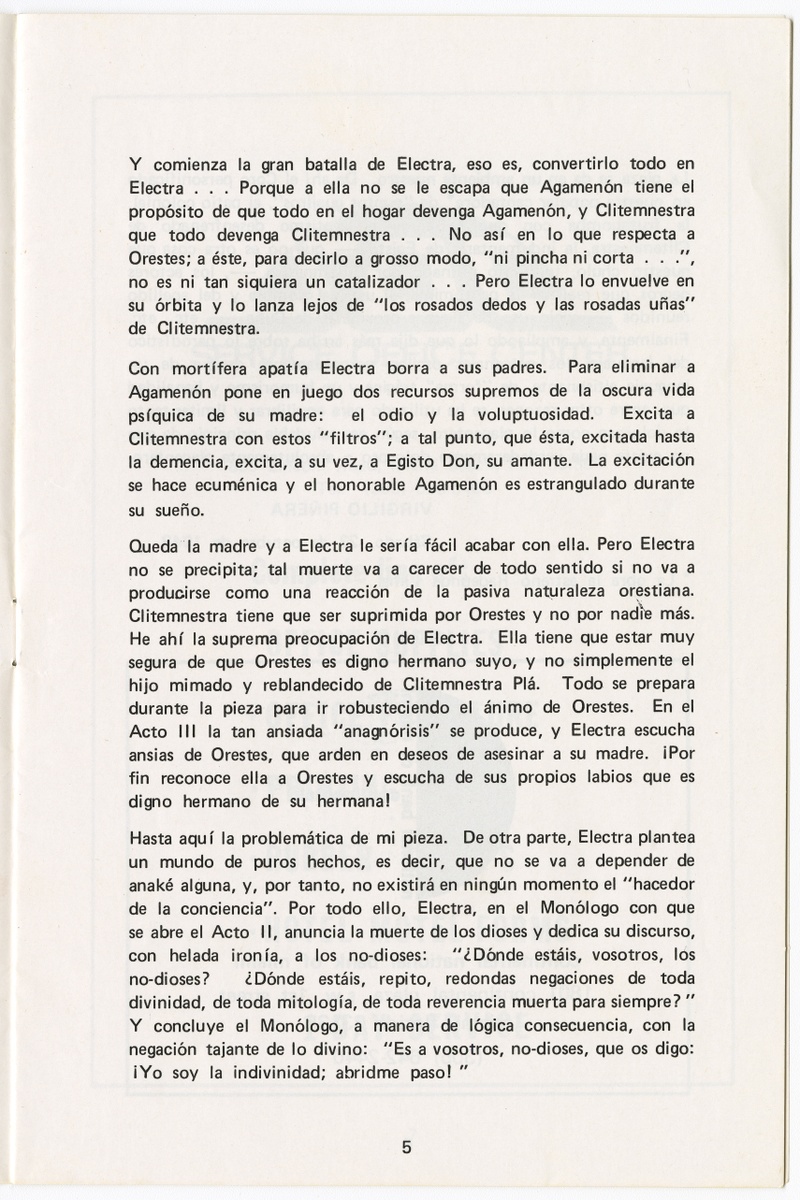 Y comienza la gran batalla de Electra, eso es, convertirlo todo en
Electra . . . Porque a ella no se le escapa que Agamenón tiene el
propósito de que todo en el hogar devenga Agamenón, y Clitemnestra
que todo devenga Clitemnestra . . . No así en lo que respecta a
Orestes; a éste, para decirlo a grosso modo, "ni pincha ni corta . . .",
no es ni tan siquiera un catalizador . . . Pero Electra lo envuelve en
su órbita y lo lanza lejos de "los rosados dedos y las rosadas uñas"
de Clitemnestra.
Con mortífera apatía Electra borra a sus padres. Para eliminar a
Agamenón pone en juego dos recursos supremos de la oscura vida
psíquica de su madre: el odio y la voluptuosidad. Excita a
Clitemnestra con estos "filtros"; a tal punto, que ésta, excitada hasta
la demencia, excita, a su vez, a Egisto Don, su amante. La excitación
se hace ecuménica y el honorable Agamenón es estrangulado durante
su sueño.
Queda la madre y a Electra le sería fácil acabar con ella. Pero Electra
no se precipita; tal muerte va a carecer de todo sentido si no va a
producirse como una reacción de la pasiva naturaleza orestiana.
Clitemnestra tiene que ser suprimida por Orestes y no por nadie más.
He ahí la suprema preocupación de Electra. Ella tiene que estar muy
segura de que Orestes es digno hermano suyo, y no simplemente el
hijo mimado y reblandecido de Clitemnestra Plá. Todo se prepara
durante la pieza para ir robusteciendo el ánimo de Orestes. En el
Acto III la tan ansiada "anagnórisis" se produce, y Electra escucha
ansias de Orestes, que arden en deseos de asesinar a su madre. ¡Por
fin reconoce ella a Orestes y escucha de sus propios labios que es
digno hermano de su hermana!
Hasta aquí la problemática de mi pieza. De otra parte, Electra plantea
un mundo de puros hechos, es decir, que no se va a depender de
anaké alguna, y, por tanto, no existirá en ningún momento el "hacedor
de la conciencia". Por todo ello, Electra, en el Monólogo con que
se abre el Acto II, anuncia la muerte de los dioses y dedica su discurso,
con helada ironía, a los no-dioses: "¿Dónde estáis, vosotros, los
no-dioses? ¿Dónde estáis, repito, redondas negaciones de toda
divinidad, de toda mitología, de toda reverencia muerta para siempre? "
Y concluye el Monólogo, a manera de lógica consecuencia, con la
negación tajante de lo divino: "Es a vosotros, no-dioses, que os digo:
¡Yo soy la indivinidad; abridme paso! "
5